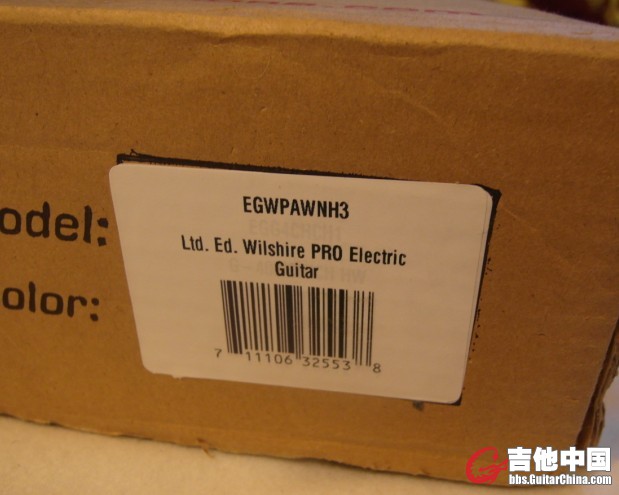 EGWPAWNH3
odel:
Ltd. Ed. Wilshire PRO Electric
Guitar
olor:
7 11106 32553 8
吉他中国
bbs.GuitarChina.com